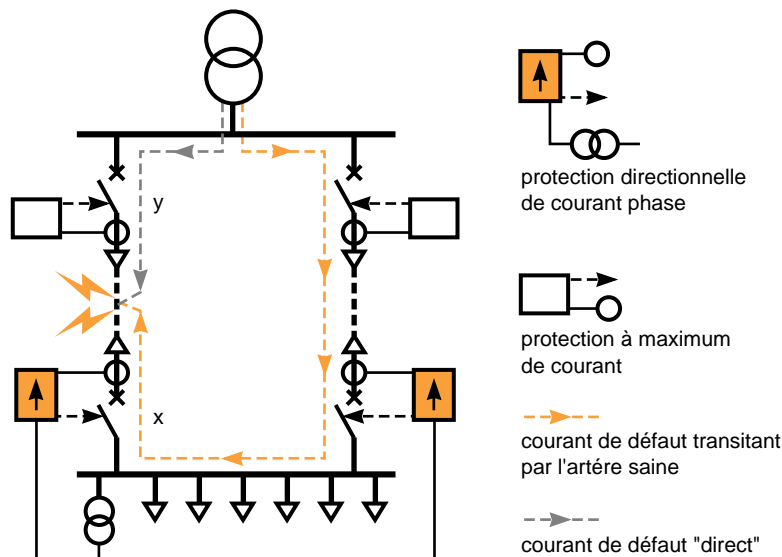 y
x
protection directionnelle
de courant phase
protection à maximum
de courant
courant de défaut transitant
par l'artére saine
courant de défaut "direct"